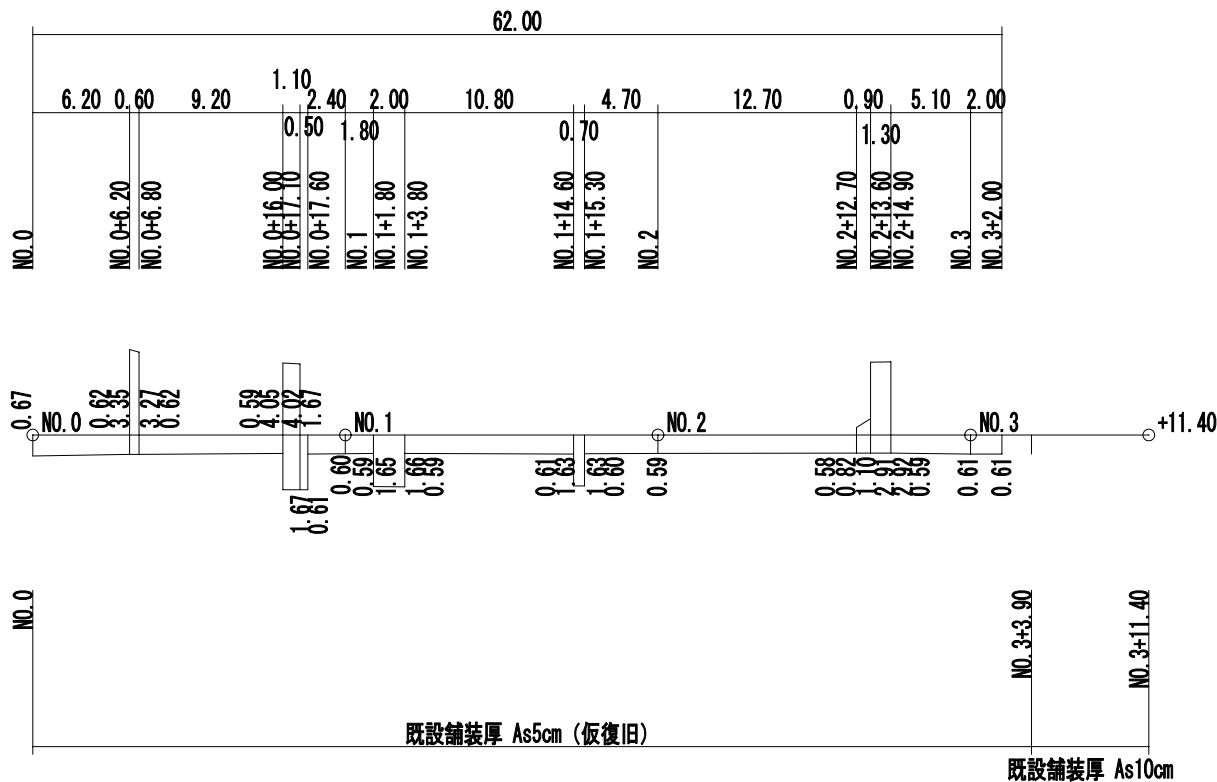 62.00
1.10
6.20 0.60 9.20 2.40 2.00 10.80 4.70 12.70 0.90 5.10 2.00
0.50 1.80 0.70 1.30
NO.0
NO.0+6.20
NO.0+6.80
NO.0+16.00
NO.0+17.10
NO.0+17.60
NO.1
NO.1+1.80
NO.1+3.80
NO.1+14.60
NO.1+15.30
NO.2
NO.2+12.70
NO.2+13.60
NO.2+14.90
NO.3
NO.3+2.00
0.67
0.62
3.35
3.27
0.62
0.59
4.05
4.02
1.67
NO.0 NO.1 NO.2 NO.3 +11.40
1.67
0.61
0.60
0.59
1.65
1.66
0.59
0.61
1.63
1.63
0.60
0.59
0.58
0.82
1.10
2.91
2.92
0.59
0.61
0.61
NO.0
NO.3+3.90
NO.3+11.40
既設舗装厚 As5cm (仮復旧)
既設舗装厚 As10cm